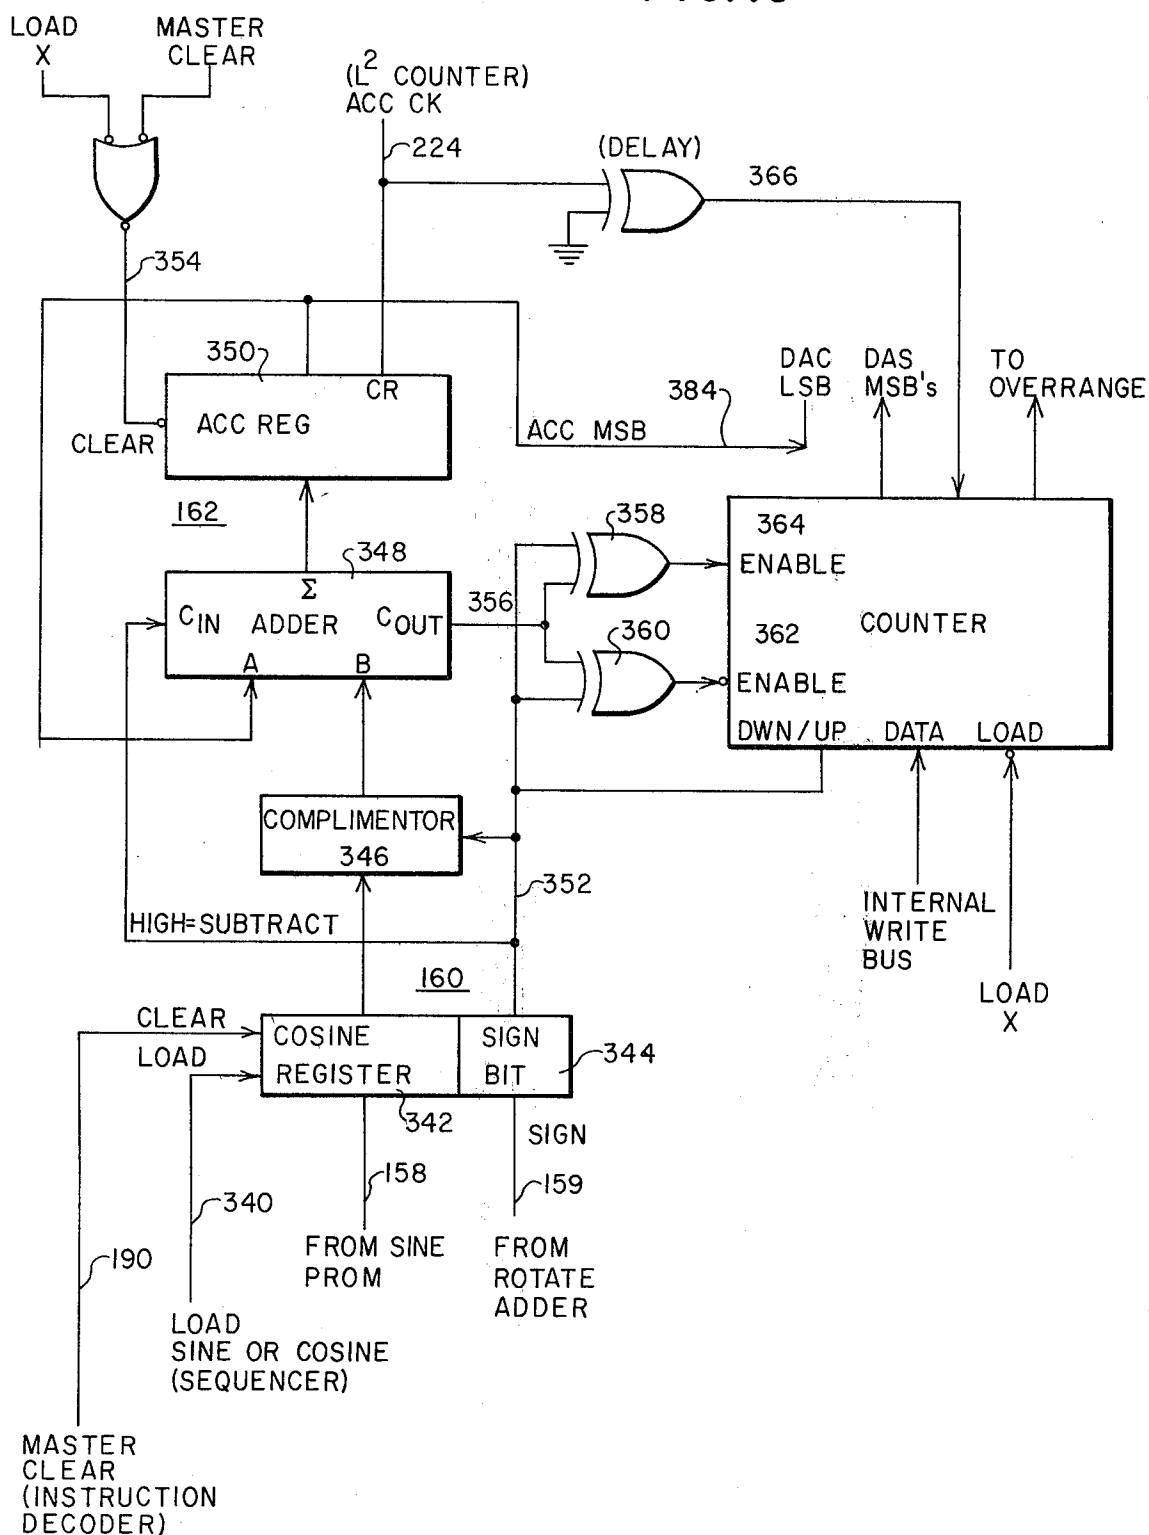 LOAD
X
MASTER
CLEAR
(L2 COUNTER)
ACC CK
224
(DELAY)
366
354
350
CR
ACC REG
CLEAR
162
ACC MSB
384
DAC
LSB
DAS
MSB's
TO
OVERRANGE
348
Σ
CIN
ADDER
COUT
A
B
356
358
360
364
ENABLE
COUNTER
362
ENABLE
DWN/UP
DATA
LOAD
COMPLIMENTOR
346
352
HIGH=SUBTRACT
INTERNAL
WRITE
BUS
LOAD
X
160
CLEAR
LOAD
COSINE
REGISTER
SIGN
BIT
344
342
SIGN
158
159
340
190
FROM SINE
PROM
FROM
ROTATE
ADDER
LOAD
SINE OR COSINE
(SEQUENCER)
MASTER
CLEAR
(INSTRUCTION
DECODER)